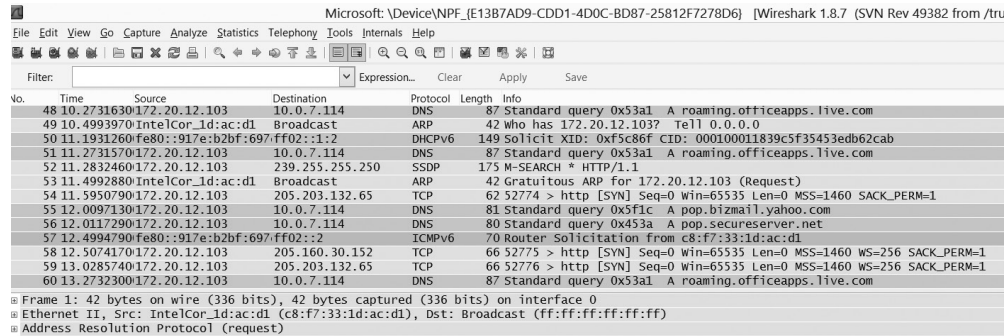 Microsoft: \Device\NPF_{E13B7AD9-CDD1-4D0C-BD87-25812F7278D6} [Wireshark 1.8.7 (SVN Rev 49382 from /tru
File Edit View Go Capture Analyze Statistics Telephony Tools Internals Help
Filter: Expression... Clear Apply Save
No. Time Source Destination Protocol Length Info
48 10.2731630 172.20.12.103 10.0.7.114 DNS 87 Standard query 0x53a1 A roaming.officeapps.live.com
49 10.4993970 IntelCor_1d:ac:d1 Broadcast ARP 42 Who has 172.20.12.103? Tell 0.0.0.0
50 11.1931260 fe80::917e:b2bf:697 ff02::1:2 DHCPv6 149 Solicit XID: 0xf5c86f CID: 000100011839c5f35453edb62cab
51 11.2731570 172.20.12.103 10.0.7.114 DNS 87 Standard query 0x53a1 A roaming.officeapps.live.com
52 11.2832460 172.20.12.103 239.255.255.250 SSDP 175 M-SEARCH * HTTP/1.1
53 11.4992880 IntelCor_1d:ac:d1 Broadcast ARP 42 Gratuitous ARP for 172.20.12.103 (Request)
54 11.5950790 172.20.12.103 205.203.132.65 TCP 62 52774 > http [SYN] Seq=0 Win=65535 Len=0 MSS=1460 SACK_PERM=1
55 12.0097130 172.20.12.103 10.0.7.114 DNS 81 Standard query 0x5f1c A pop.bizmail.yahoo.com
56 12.0117290 172.20.12.103 10.0.7.114 DNS 80 Standard query 0x453a A pop.secureserver.net
57 12.4994790 fe80::917e:b2bf:697 ff02::2 ICMPv6 70 Router Solicitation from c8:f7:33:1d:ac:d1
58 12.5074170 172.20.12.103 205.160.30.152 TCP 66 52775 > http [SYN] Seq=0 Win=65535 Len=0 MSS=1460 WS=256 SACK_PERM=1
59 13.0285740 172.20.12.103 205.203.132.65 TCP 66 52776 > http [SYN] Seq=0 Win=65535 Len=0 MSS=1460 WS=256 SACK_PERM=1
60 13.2732300 172.20.12.103 10.0.7.114 DNS 87 Standard query 0x53a1 A roaming.officeapps.live.com
Frame 1: 42 bytes on wire (336 bits), 42 bytes captured (336 bits) on interface 0
Ethernet II, Src: IntelCor_1d:ac:d1 (c8:f7:33:1d:ac:d1), Dst: Broadcast (ff:ff:ff:ff:ff:ff)
Address Resolution Protocol (request)